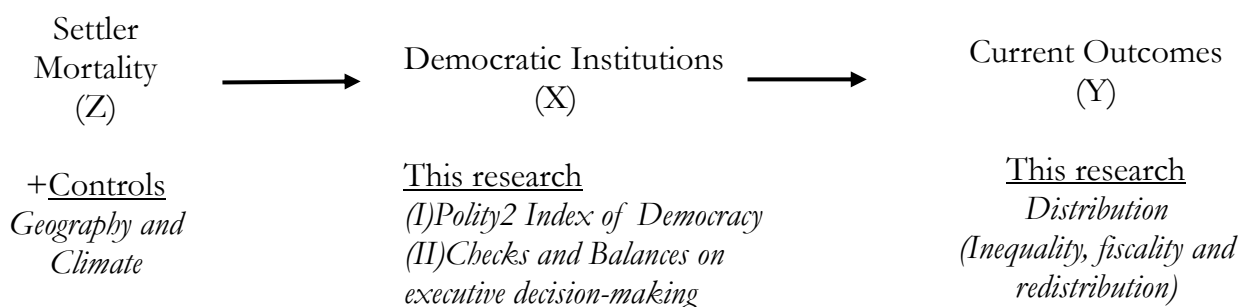 Settler
Mortality
(Z)
+Controls
Geography and
Climate
Democratic Institutions
(X)
This research
(I)Polity2 Index of Democracy
(II)Checks and Balances on
executive decision-making
Current Outcomes
(Y)
This research
Distribution
(Inequality, fiscality and
redistribution)